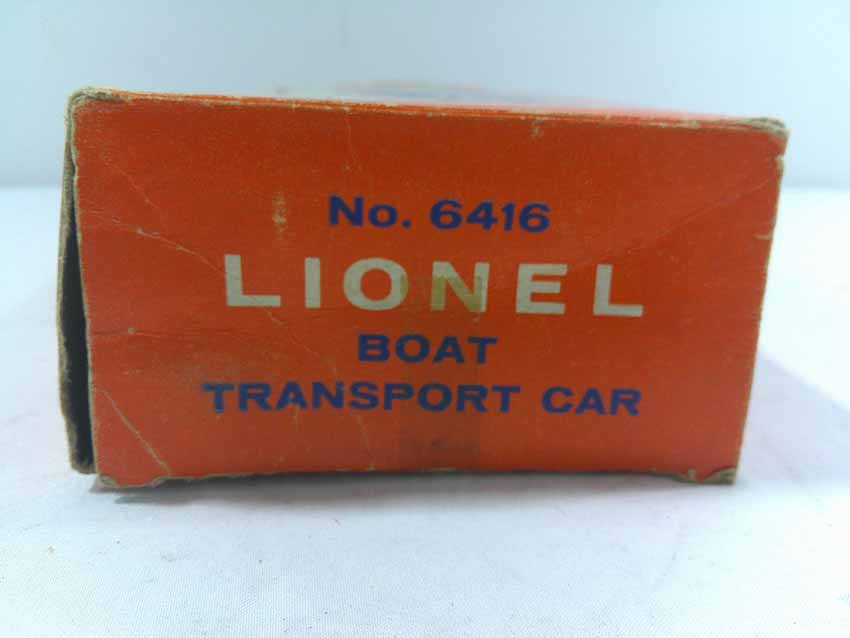 No. 6416
LIONEL
BOAT
TRANSPORT CAR